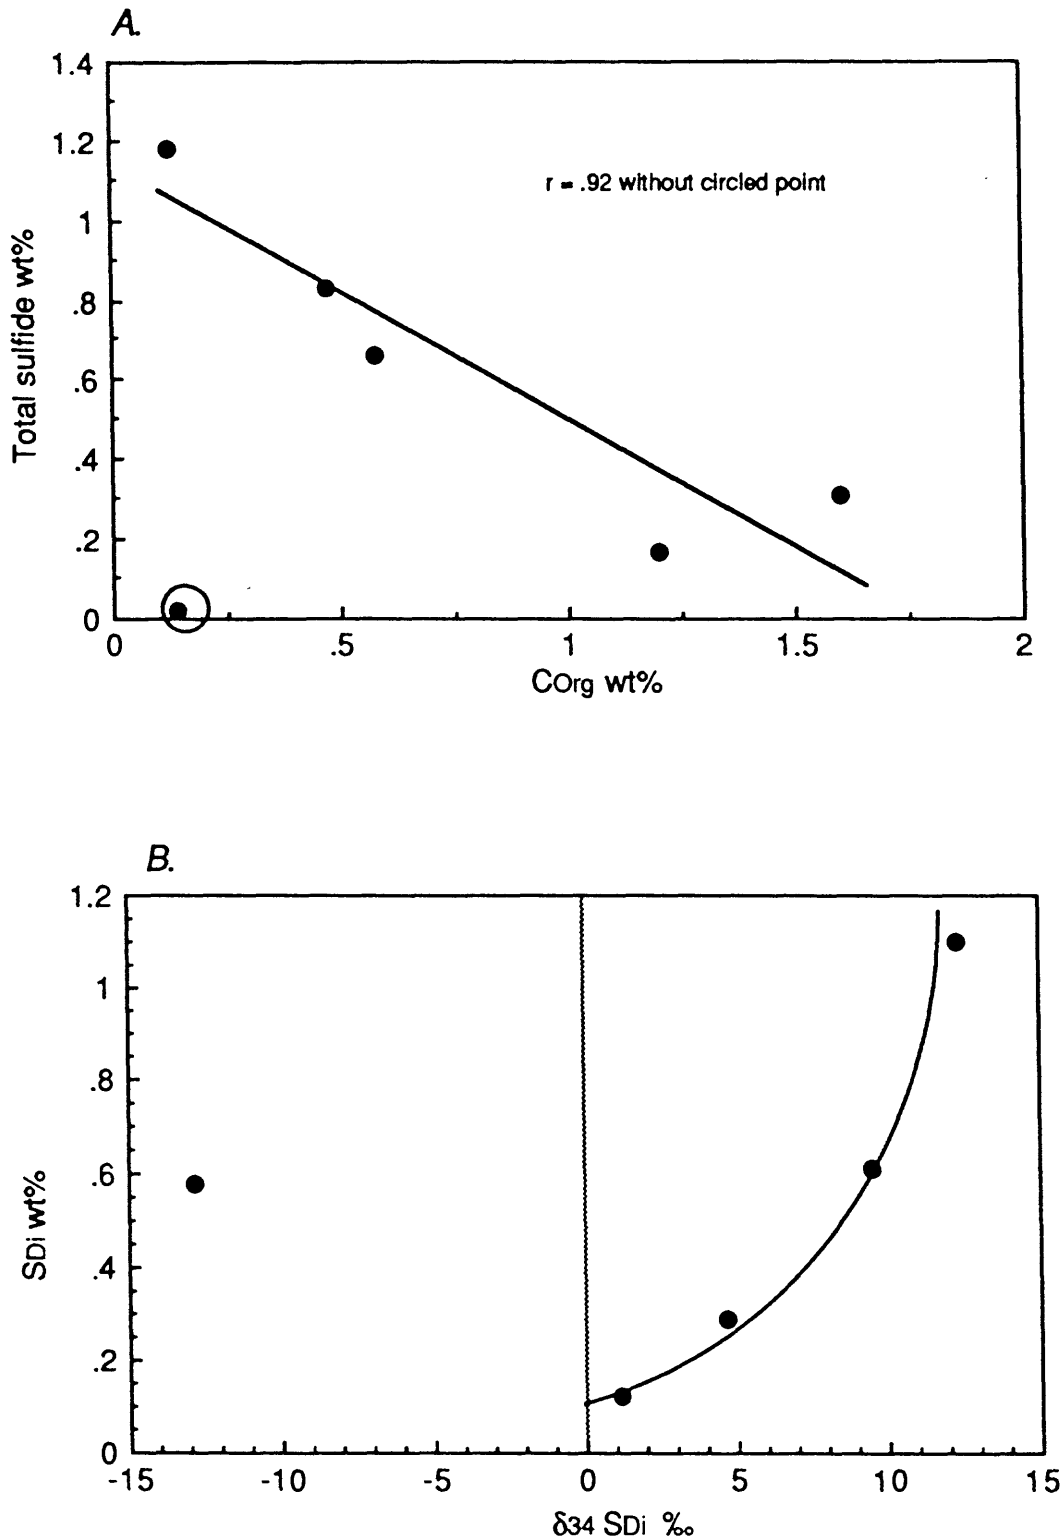 A.
1.4
1.2
1
.8
.6
.4
.2
0
Total sulfide wt%
r = .92 without circled point
0 .5 1 1.5 2
COrg wt%
B.
1.2
1
.8
.6
.4
.2
0
SDi wt%
-15 -10 -5 0 5 10 15
δ34 SDi ‰